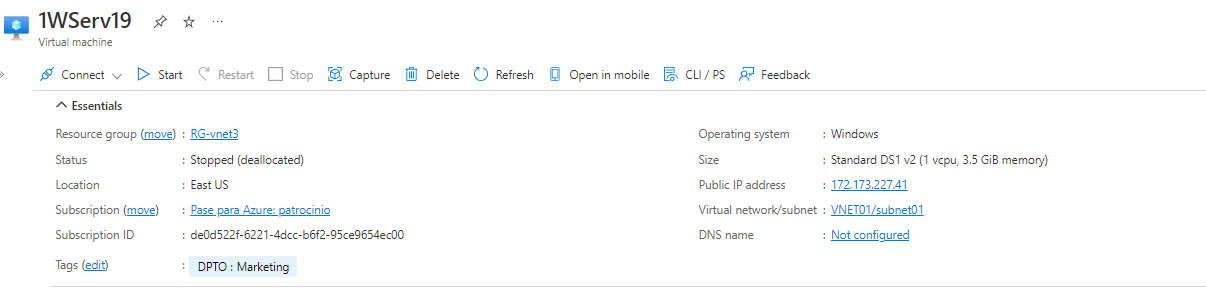 1WServ19
Virtual machine
Connect Start Restart Stop Capture Delete Refresh Open in mobile CLI / PS Feedback
Essentials
Resource group (move) : RG-vnet3
Status : Stopped (deallocated)
Location : East US
Subscription (move) : Pase para Azure: patrocinio
Subscription ID : de0d522f-6221-4dcc-b6f2-95ce9654ec00
Tags (edit) : DPTO : Marketing
Operating system : Windows
Size : Standard DS1 v2 (1 vcpu, 3.5 GiB memory)
Public IP address : 172.173.227.41
Virtual network/subnet : VNET01/subnet01
DNS name : Not configured